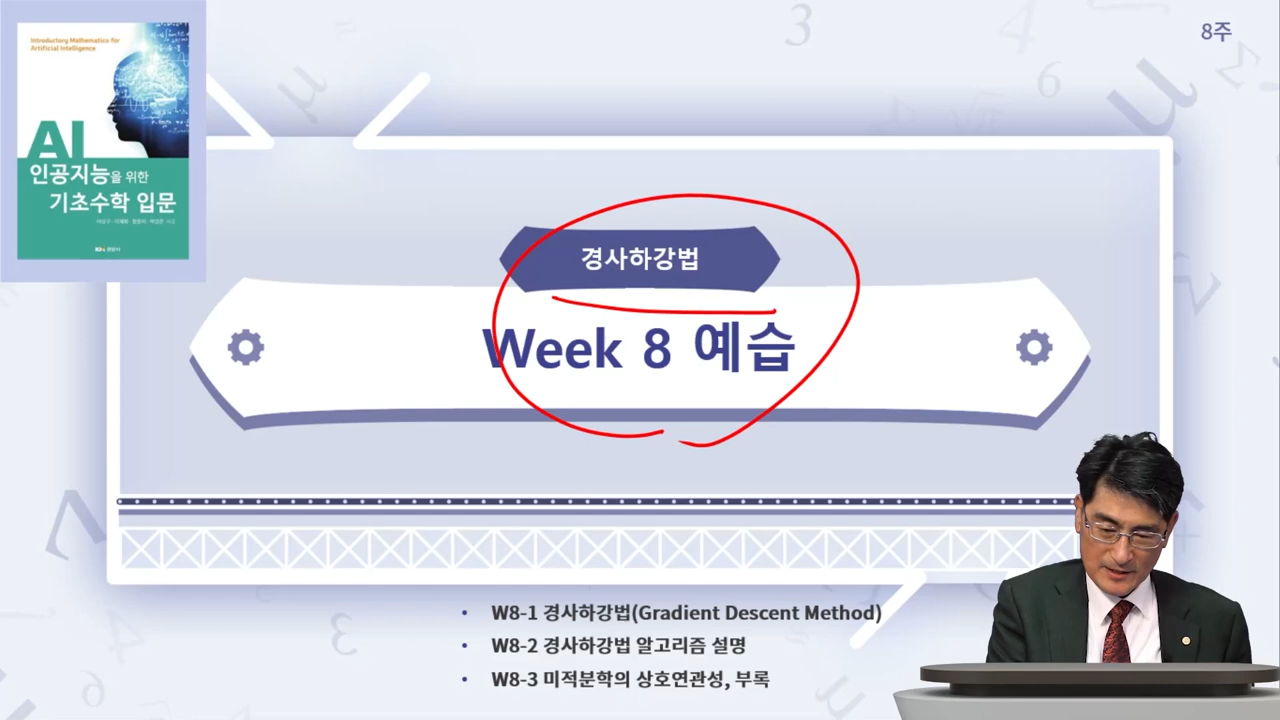 8주
Introductory Mathematics for
Artificial Intelligence
AI
인공지능을 위한
기초수학 입문
경사하강법
Week 8 예습
• W8-1 경사하강법(Gradient Descent Method)
• W8-2 경사하강법 알고리즘 설명
• W8-3 미적분학의 상호연관성, 부록